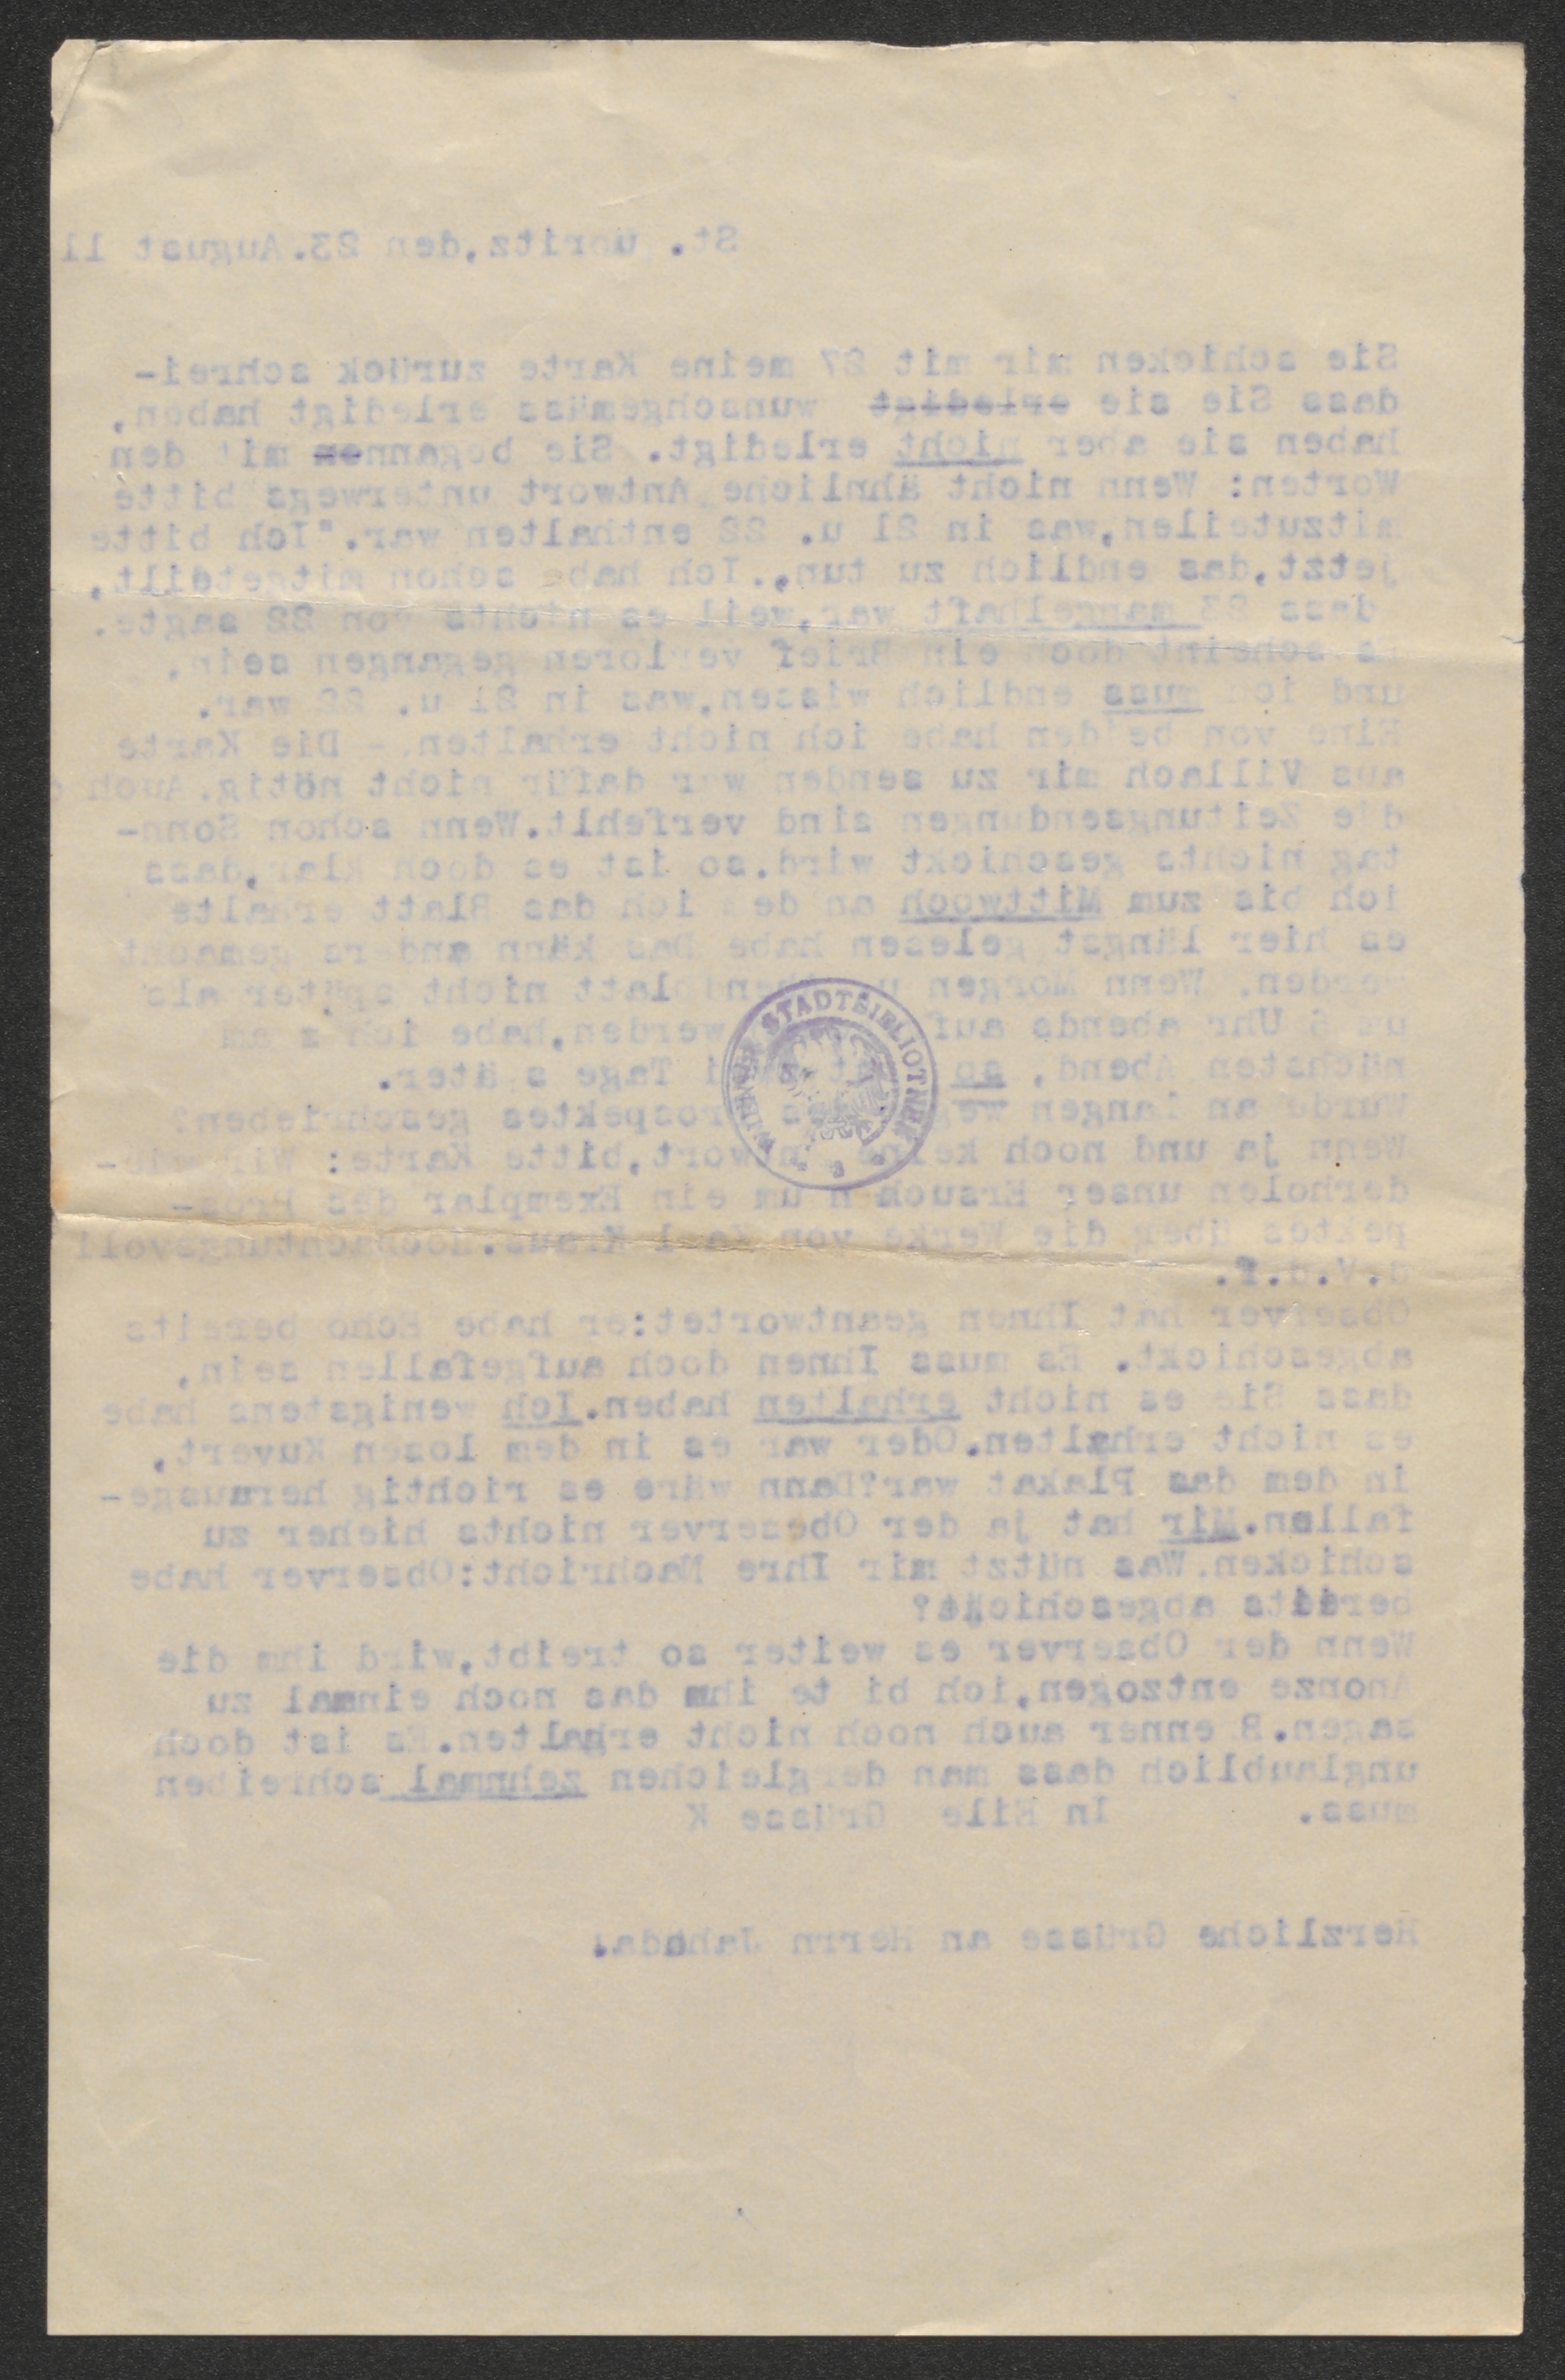 St. Moritz,den 23.August 11
Sie schicken mir mit 27 meine Karte zurück schrei-
dass Sie sie erledigt wunschgemäss erledigt haben,
haben sie aber nicht erledigt. Sie begannen mit den
Worten: Wenn nicht ähnliche Antwort unterwegs bitte
mitzuteilen,was in 21 u. 22 enthalten war."Ich bitte
jetzt,das endlich zu tun,.Ich habe schon mitgeteilt,
dass 23 mangelhaft war,weil es nichts von 22 sagte.
Es scheint doch ein Brief verloren gegangen sein,
und ich muss endlich wissen,was in 21 u. 22 war.
Eine von beiden habe ich nicht erhalten.- Die Karte
aus Villach mir zu senden war dafür nicht nötig.Auch
die Zeitungsendungen sind verfehlt.Wenn schon Sonn-
tag nichts geschickt wird,so ist es doch klar,dass
ich bis zum Mittwoch an dem ich das Blatt erhalte
es hier längst gelesen habe Das känn anders gemacht
werden. Wenn Morgen u. Abendblatt nicht später als
um 6 Uhr abends auf werden,habe ich s am
nächsten Abend, so Tage später.
Wurde an Langen wegen des Prospektes geschrieben?
Wenn ja und noch keine Antwort,bitte Karte: Wir wie-
derholen unser Ersuchen um ein Exemplar des Pros-
pektes über die Werke von Karl Kraus.Hochachtungsvoll
d.V.d.f.
Observer hat Ihnen geantwortet:er habe Echo bereits
abgeschickt. Es muss Ihnen doch aufgefallen sein,
dass Sie es nicht erhalten haben.Ich wenigstens habe
es nicht erhalten.Oder war es in dem losen Kuvert,
in dem das Plakat war?Dann wäre es richtig herausge-
fallen.Mir hat ja der Obeserver nichts hieher zu
schicken.Was nützt mir Ihre Nachricht:Observer habe
bereits abgeschickt?
Wenn der Observer es weiter so treibt,wird ihm die
Anonze entzogen,ich bi te ihm das noch einmal zu
sagen.B enner auch noch nicht erhalten.Es ist doch
unglaublich dass man dergleichen zehnmal schreiben
muss. In Eile Grüsse K
Herzliche Grüsse an Herrn Jahoda.
WIENER STADTBIBLIOTHEK